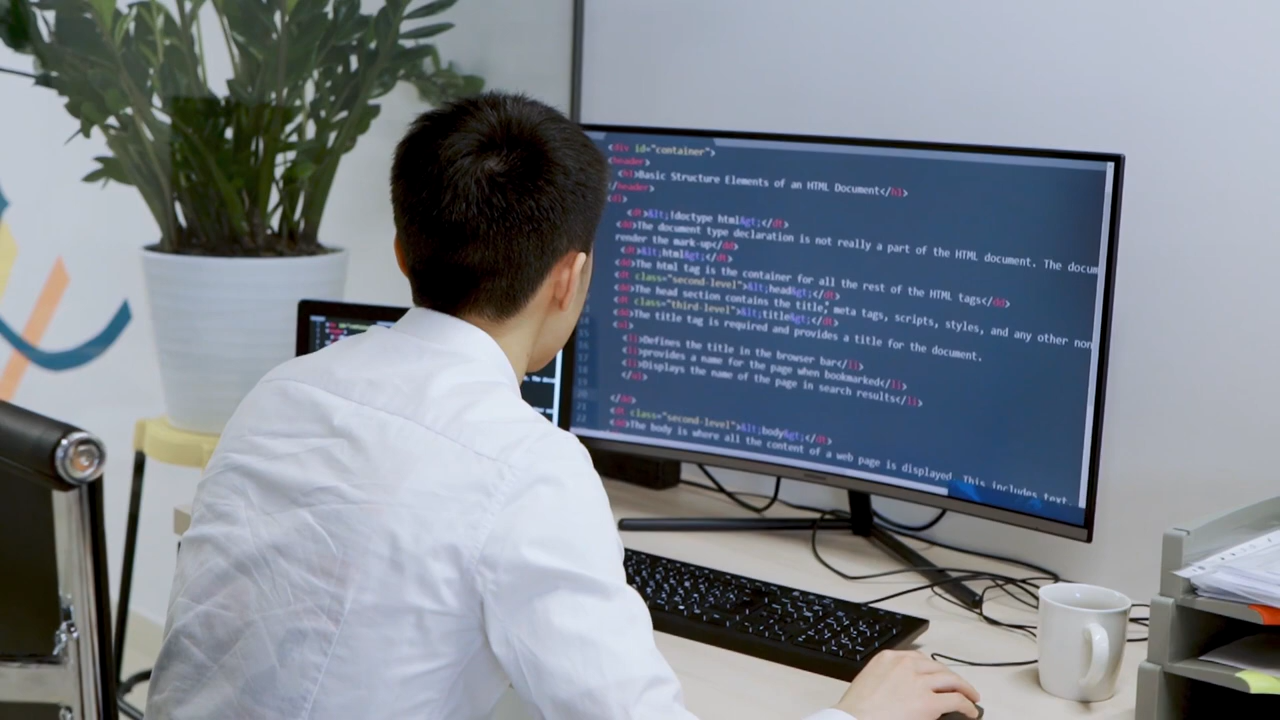 <div id="container">
<header>
<h1>Basic Structure Elements of an HTML Document</h1>
</header>
<dl>
<dt>&lt;!doctype html&gt;</dt>
<dd>The document type declaration is not really a part of the HTML document. The docum
render the mark-up</dd>
<dt>&lt;html&gt;</dt>
<dd>The html tag is the container for all the rest of the HTML tags</dd>
<dt class="second-level">&lt;head&gt;</dt>
<dd>The head section contains the title, meta tags, scripts, styles, and any other non
<dt class="third-level">&lt;title&gt;</dt>
<dd>The title tag is required and provides a title for the document.
<ul>
<li>Defines the title in the browser bar</li>
<li>provides a name for the page when bookmarked</li>
<li>Displays the name of the page in search results</li>
</ul>
</dd>
<dt class="second-level">&lt;body&gt;</dt>
<dd>The body is where all the content of a web page is displayed. This includes text,